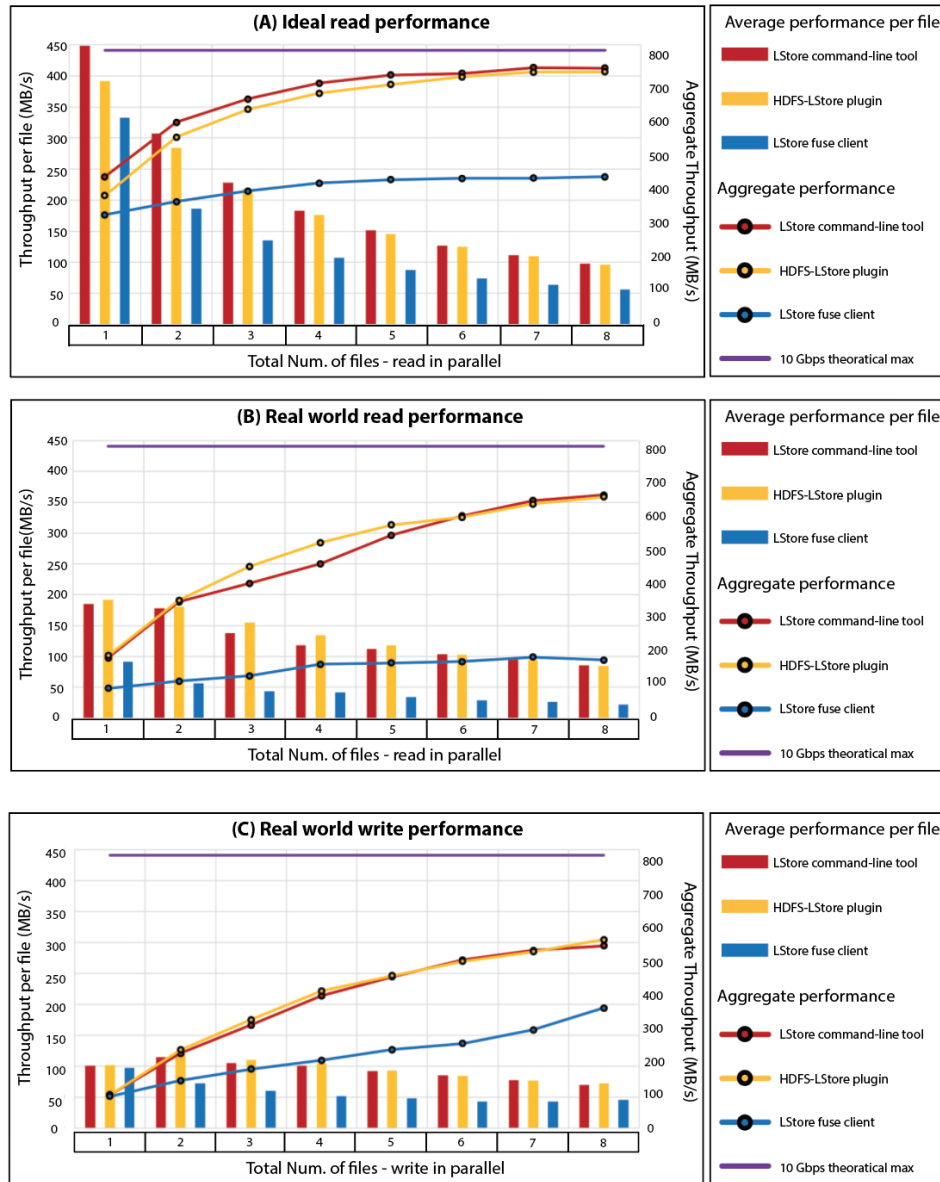 (A) Ideal read performance
Throughput per file (MB/s)
450
400
350
300
250
200
150
100
50
0
800
700
600
500
400
300
200
100
0
Aggregate Throughput (MB/s)
1 2 3 4 5 6 7 8
Total Num. of files - read in parallel
Average performance per file
LStore command-line tool
HDFS-LStore plugin
LStore fuse client
Aggregate performance
LStore command-line tool
HDFS-LStore plugin
LStore fuse client
10 Gbps theoratical max
(B) Real world read performance
Throughput per file(MB/s)
450
400
350
300
250
200
150
100
50
0
800
700
600
500
400
300
200
100
0
Aggregate Throughput (MB/s)
1 2 3 4 5 6 7 8
Total Num. of files - read in parallel
Average performance per file
LStore command-line tool
HDFS-LStore plugin
LStore fuse client
Aggregate performance
LStore command-line tool
HDFS-LStore plugin
LStore fuse client
10 Gbps theoratical max
(C) Real world write performance
Throughput per file (MB/s)
450
400
350
300
250
200
150
100
50
0
800
700
600
500
400
300
200
100
0
Aggregate Throughput (MB/s)
1 2 3 4 5 6 7 8
Total Num. of files - write in parallel
Average performance per file
LStore command-line tool
HDFS-LStore plugin
LStore fuse client
Aggregate performance
LStore command-line tool
HDFS-LStore plugin
LStore fuse client
10 Gbps theoratical max